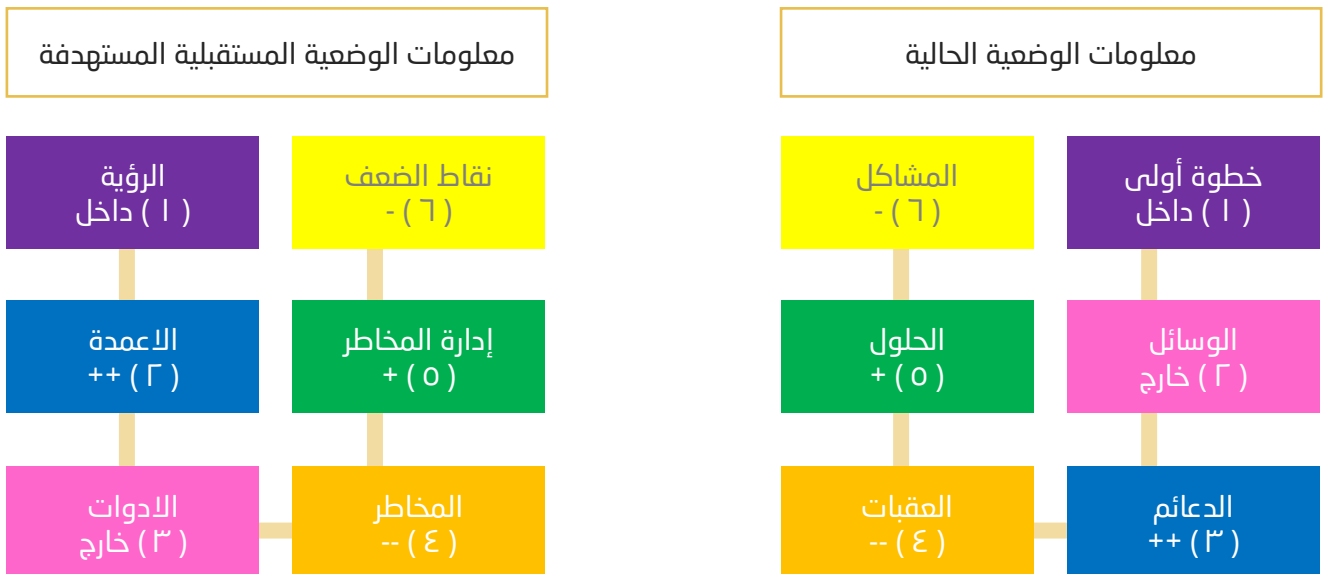 معلومات الوضعية الحالية
خطوة أولى
( ١ ) داخل
الوسائل
( ٢ ) خارج
الدعائم
( ٣ ) ++
العقبات
( ٤ ) --
الحلول
( ٥ ) +
المشاكل
( ٦ ) -
معلومات الوضعية المستقبلية المستهدفة
الرؤية
( ١ ) داخل
الاعمدة
( ٢ ) ++
الادوات
( ٣ ) خارج
المخاطر
( ٤ ) --
إدارة المخاطر
( ٥ ) +
نقاط الضعف
( ٦ ) -